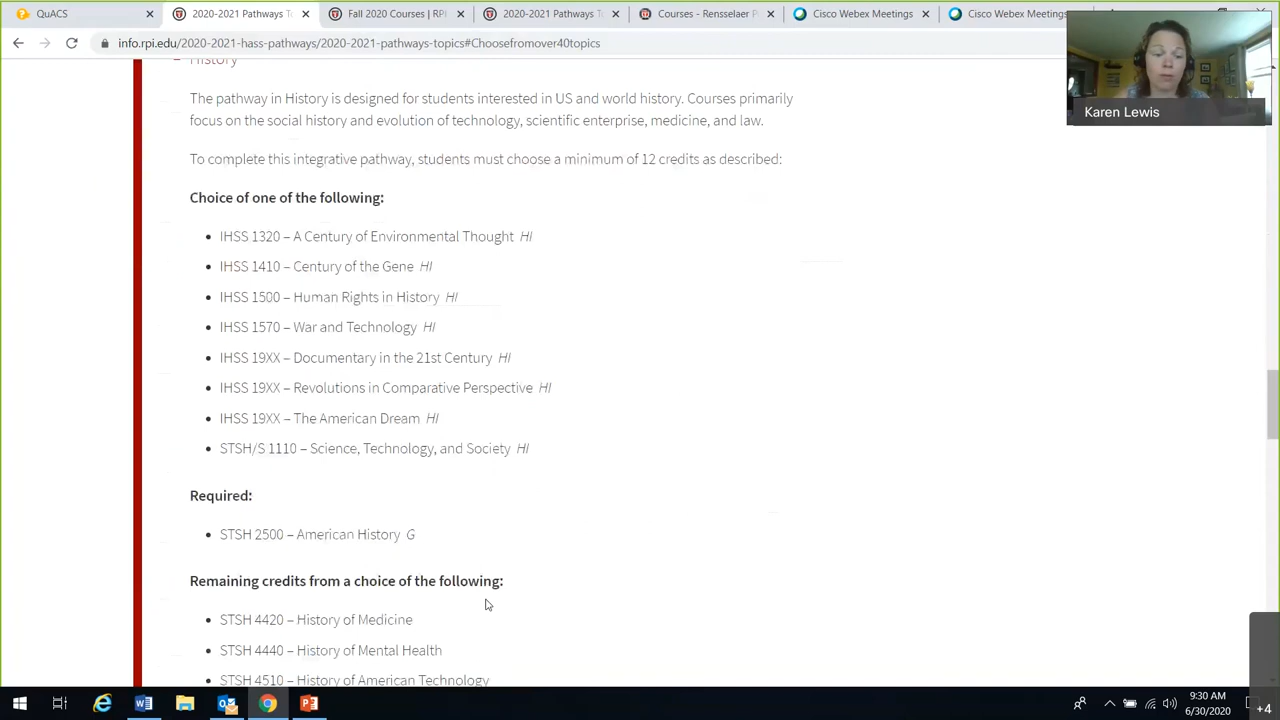 QuACS
2020-2021 Pathways T
Fall 2020 Courses | RPI
2020-2021 Pathways T
Courses - Rensselaer P
Cisco Webex Meetings
Cisco Webex Meetings
info.rpi.edu/2020-2021-hass-pathways/2020-2021-pathways-topics#Choosefromover40topics
Karen Lewis
– History
The pathway in History is designed for students interested in US and world history. Courses primarily
focus on the social history and evolution of technology, scientific enterprise, medicine, and law.
To complete this integrative pathway, students must choose a minimum of 12 credits as described:
Choice of one of the following:
• IHSS 1320 – A Century of Environmental Thought HI
• IHSS 1410 – Century of the Gene HI
• IHSS 1500 – Human Rights in History HI
• IHSS 1570 – War and Technology HI
• IHSS 19XX – Documentary in the 21st Century HI
• IHSS 19XX – Revolutions in Comparative Perspective HI
• IHSS 19XX – The American Dream HI
• STSH/S 1110 – Science, Technology, and Society HI
Required:
• STSH 2500 – American History G
Remaining credits from a choice of the following:
• STSH 4420 – History of Medicine
• STSH 4440 – History of Mental Health
• STSH 4510 – History of American Technology
9:30 AM
6/30/2020
+4